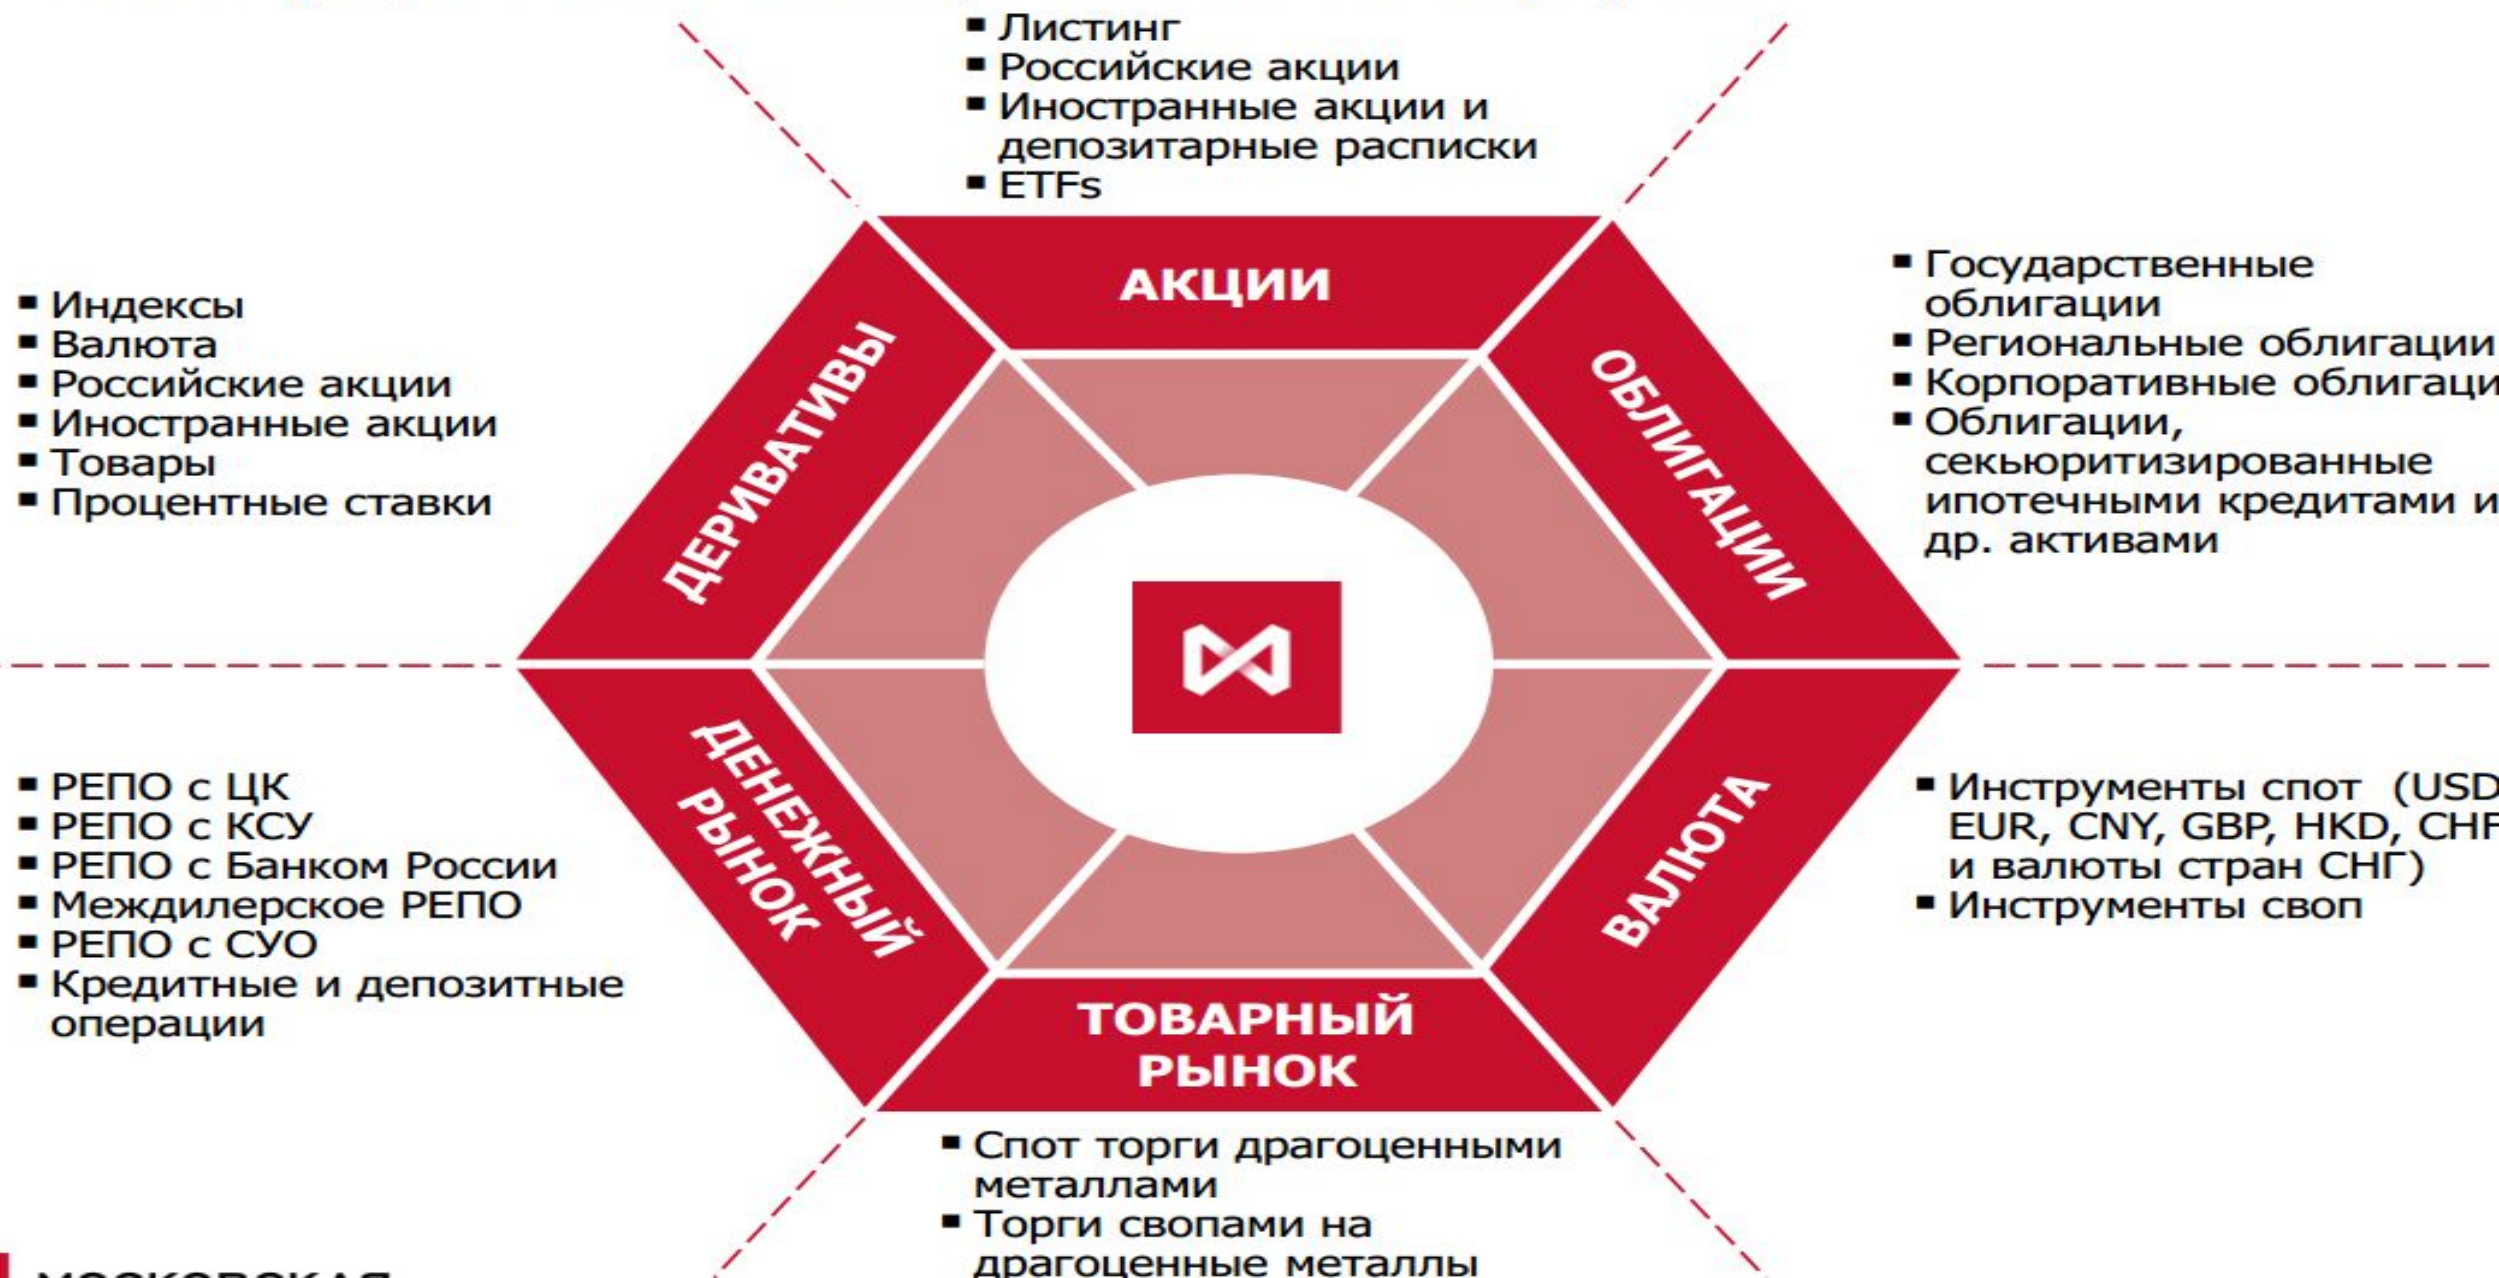 ■ Листинг
■ Российские акции
■ Иностранные акции и
депозитарные расписки
■ ETFs
АКЦИИ
■ Индексы
■ Валюта
■ Российские акции
■ Иностранные акции
■ Товары
■ Процентные ставки
ДЕРИВАТИВЫ
ОБЛИГАЦИИ
■ Государственные
облигации
■ Региональные облигации
■ Корпоративные облигаци
■ Облигации,
секьюритизированные
ипотечными кредитами и
др. активами
■ РЕПО с ЦК
■ РЕПО с КСУ
■ РЕПО с Банком России
■ Междилерское РЕПО
■ РЕПО с СУО
■ Кредитные и депозитные
операции
ДЕНЕЖНЫЙ
РЫНОК
ВАЛЮТА
■ Инструменты спот (USD
EUR, CNY, GBP, HKD, CHF
и валюты стран СНГ)
■ Инструменты своп
ТОВАРНЫЙ
РЫНОК
■ Спот торги драгоценными
металлами
■ Торги свопами на
драгоценные металлы
МОСКОВСКАЯ